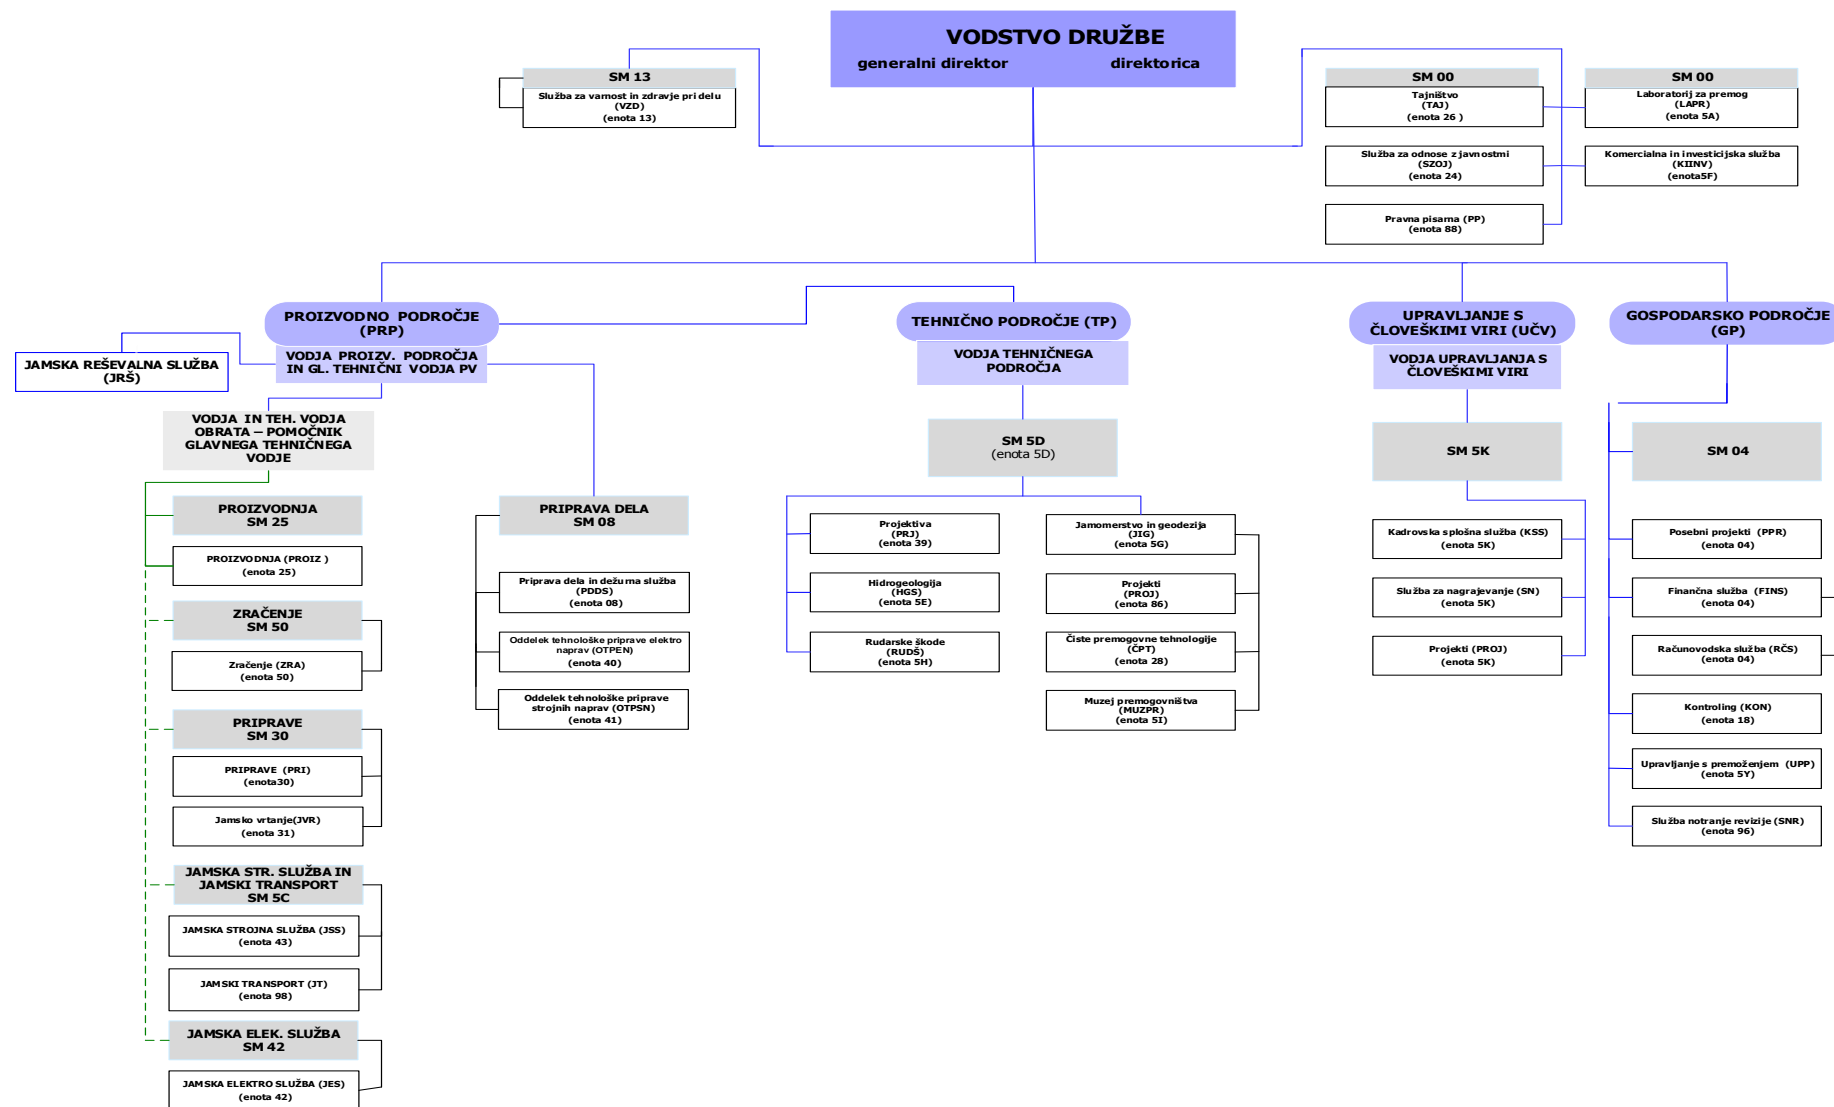 VODSTVO DRUŽBE
generalni direktor direktorica
SM 13
Služba za varnost in zdravje pri delu
(VZD)
(enota 13)
SM 00
Tajništvo
(TAJ)
(enota 26 )
Služba za odnose z javnostmi
(SZOJ)
(enota 24)
Pravna pisarna (PP)
(enota 88)
SM 00
Laboratorij za premog
(LAPR)
(enota 5A)
Komercialna in investicijska služba
(KIINV)
(enota5F)
PROIZVODNO PODROČJE
(PRP)
VODJA PROIZV. PODROČJA
IN GL. TEHNIČNI VODJA PV
JAMSKA REŠEVALNA SLUŽBA
(JRŠ)
VODJA IN TEH. VODJA
OBRATA – POMOČNIK
GLAVNEGA TEHNIČNEGA
VODJE
PROIZVODNJA
SM 25
PROIZVODNJA (PROIZ )
(enota 25)
ZRAČENJE
SM 50
Zračenje (ZRA)
(enota 50)
PRIPRAVE
SM 30
PRIPRAVE (PRI)
(enota30)
Jamsko vrtanje(JVR)
(enota 31)
JAMSKA STR. SLUŽBA IN
JAMSKI TRANSPORT
SM 5C
JAMSKA STROJNA SLUŽBA (JSS)
(enota 43)
JAMSKI TRANSPORT (JT)
(enota 98)
JAMSKA ELEK. SLUŽBA
SM 42
JAMSKA ELEKTRO SLUŽBA (JES)
(enota 42)
PRIPRAVA DELA
SM 08
Priprava dela in dežurna služba
(PDDS)
(enota 08)
Oddelek tehnološke priprave elektro
naprav (OTPEN)
(enota 40)
Oddelek tehnološke priprave
strojnih naprav (OTPSN)
(enota 41)
TEHNIČNO PODROČJE (TP)
VODJA TEHNIČNEGA
PODROČJA
SM 5D
(enota 5D)
Projektiva
(PRJ)
(enota 39)
Hidrogeologija
(HGS)
(enota 5E)
Rudarske škode
(RUDŠ)
(enota 5H)
Jamomerstvo in geodezija
(JIG)
(enota 5G)
Projekti
(PROJ)
(enota 86)
Čiste premogovne tehnologije
(ČPT)
(enota 28)
Muzej premogovništva
(MUZPR)
(enota 5I)
UPRAVLJANJE S
ČLOVEŠKIMI VIRI (UČV)
VODJA UPRAVLJANJA S
ČLOVEŠKIMI VIRI
SM 5K
Kadrovska splošna služba (KSS)
(enota 5K)
Služba za nagrajevanje (SN)
(enota 5K)
Projekti (PROJ)
(enota 5K)
GOSPODARSKO PODROČJE
(GP)
SM 04
Posebni projekti (PPR)
(enota 04)
Finančna služba (FINS)
(enota 04)
Računovodska služba (RČS)
(enota 04)
Kontroling (KON)
(enota 18)
Upravljanje s premoženjem (UPP)
(enota 5Y)
Služba notranje revizije (SNR)
(enota 96)